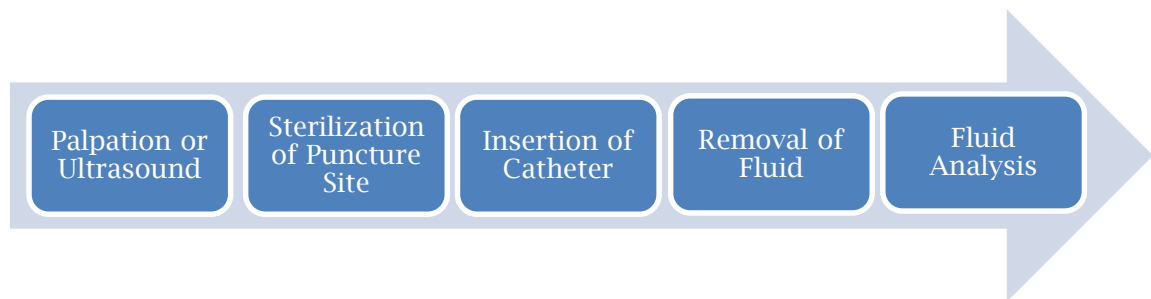 Palpation or
Ultrasound
Sterilization
of Puncture
Site
Insertion of
Catheter
Removal of
Fluid
Fluid
Analysis